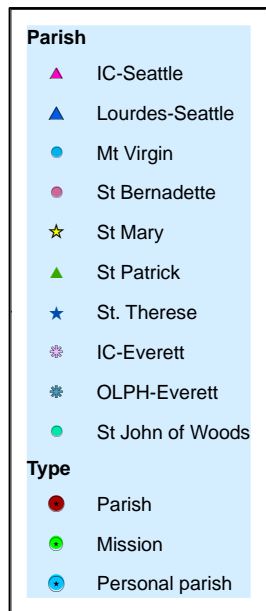 Parish
IC-Seattle
Lourdes-Seattle
Mt Virgin
St Bernadette
St Mary
St Patrick
St. Therese
IC-Everett
OLPH-Everett
St John of Woods
Type
Parish
Mission
Personal parish